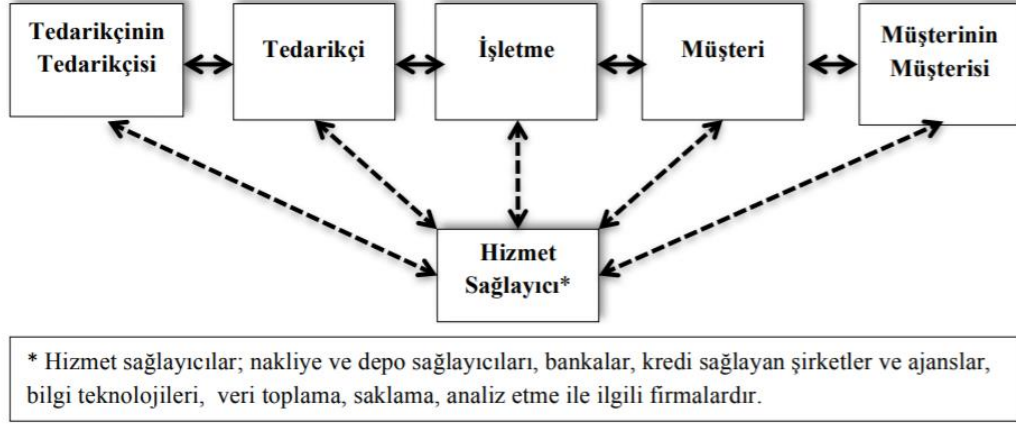 Tedarikçinin
Tedarikçisi
Tedarikçi
İşletme
Müşteri
Müşterinin
Müşterisi
Hizmet
Sağlayıcı*
* Hizmet sağlayıcılar; nakliye ve depo sağlayıcıları, bankalar, kredi sağlayan şirketler ve ajanslar,
bilgi teknolojileri, veri toplama, saklama, analiz etme ile ilgili firmalardır.